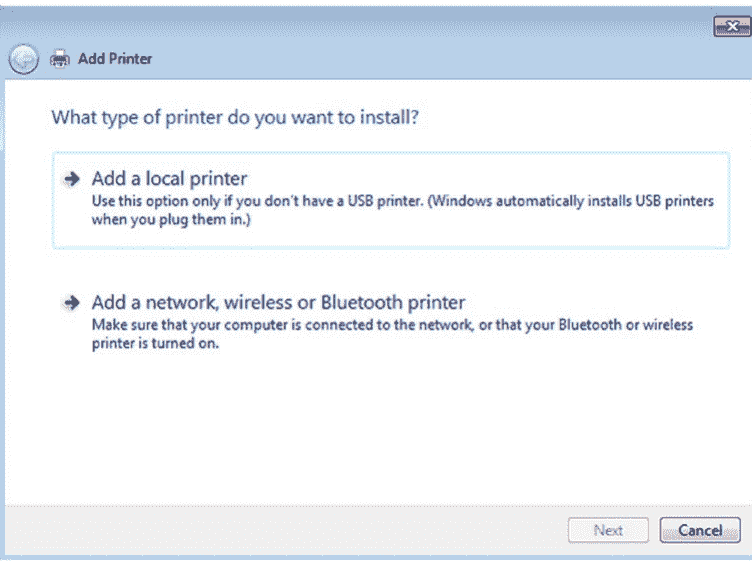 Add Printer
What type of printer do you want to install?
Add a local printer
Use this option only if you don't have a USB printer. (Windows automatically installs USB printers
when you plug them in.)
Add a network, wireless or Bluetooth printer
Make sure that your computer is connected to the network, or that your Bluetooth or wireless
printer is turned on.
Next
Cancel